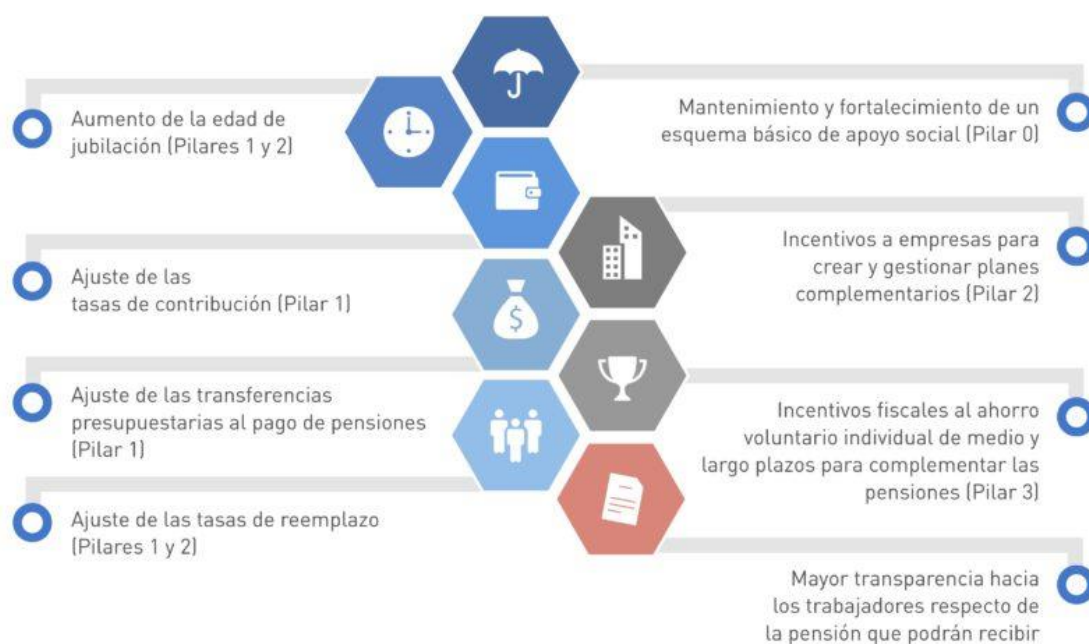 Aumento de la edad de
jubilación (Pilares 1 y 2)
Ajuste de las
tasas de contribución (Pilar 1)
Ajuste de las transferencias
presupuestarias al pago de pensiones
(Pilar 1)
Ajuste de las tasas de reemplazo
(Pilares 1 y 2)
$
Mantenimiento y fortalecimiento de un
esquema básico de apoyo social (Pilar 0)
Incentivos a empresas para
crear y gestionar planes
complementarios (Pilar 2)
Incentivos fiscales al ahorro
voluntario individual de medio y
largo plazos para complementar las
pensiones (Pilar 3)
Mayor transparencia hacia
los trabajadores respecto de
la pensión que podrán recibir